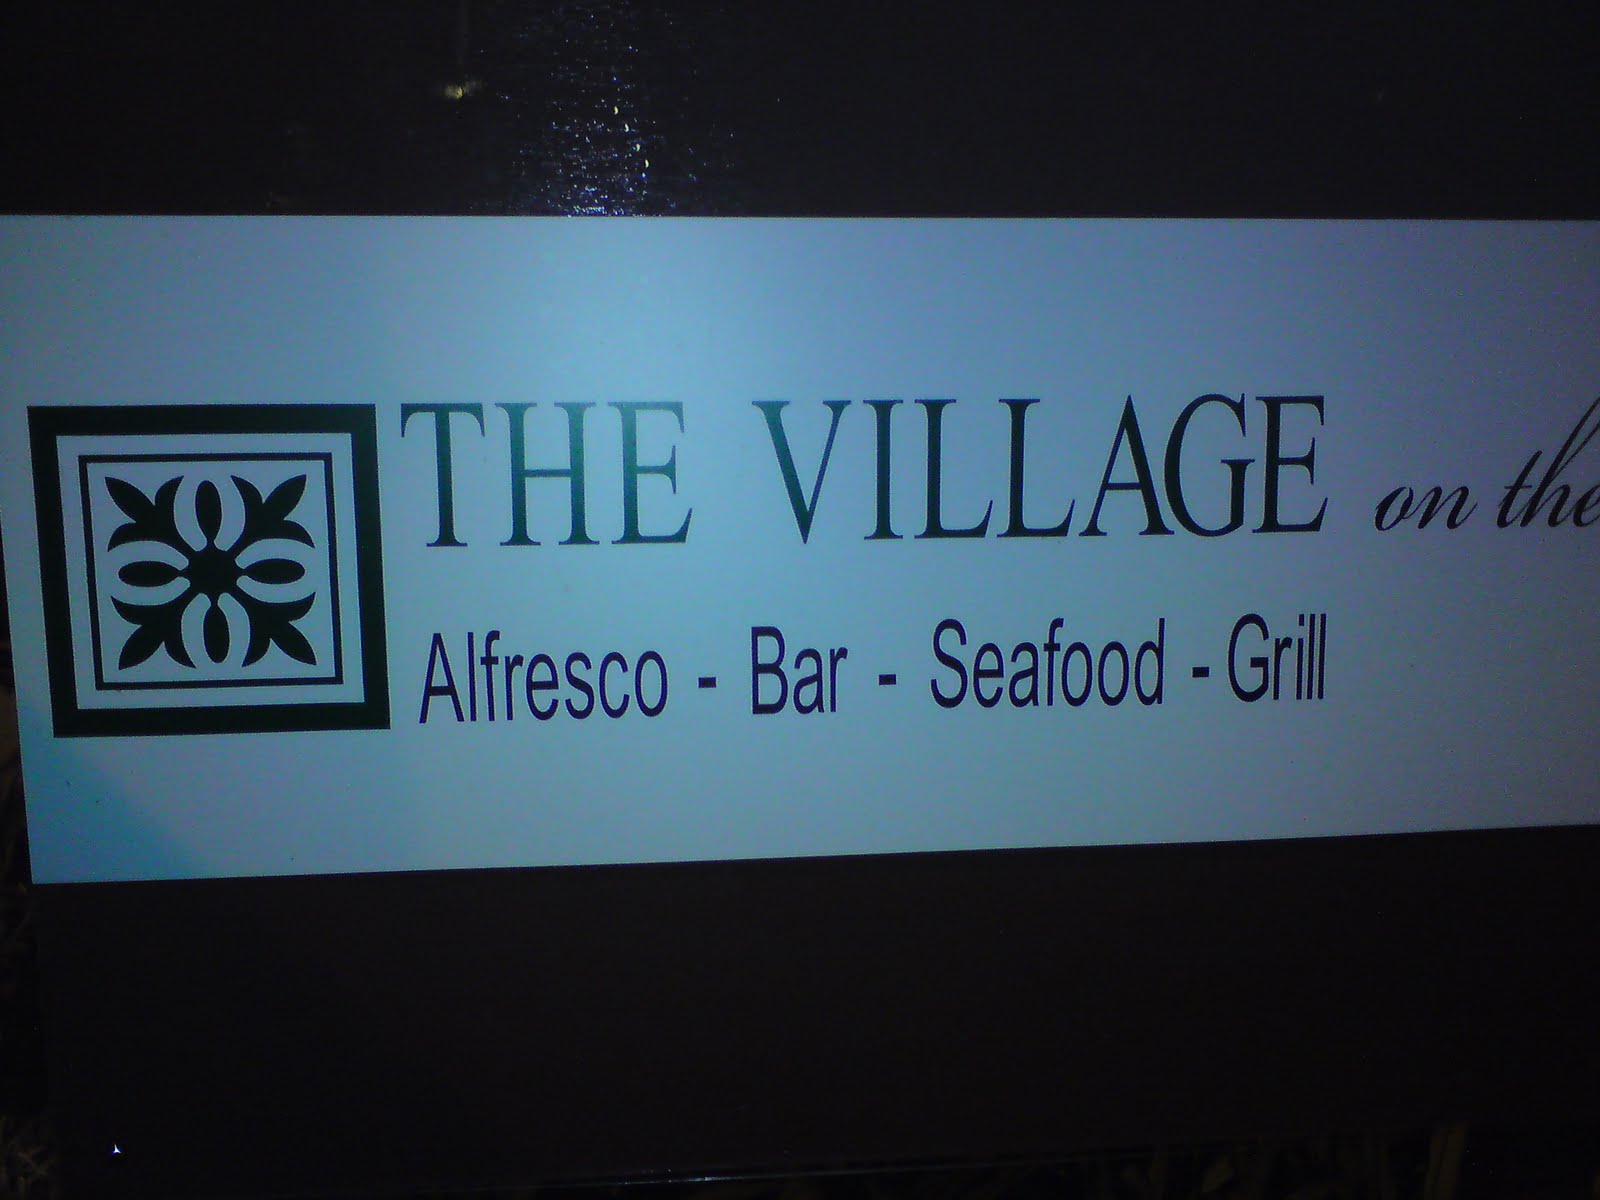 THE VILLAGE on the
Alfresco - Bar - Seafood - Grill